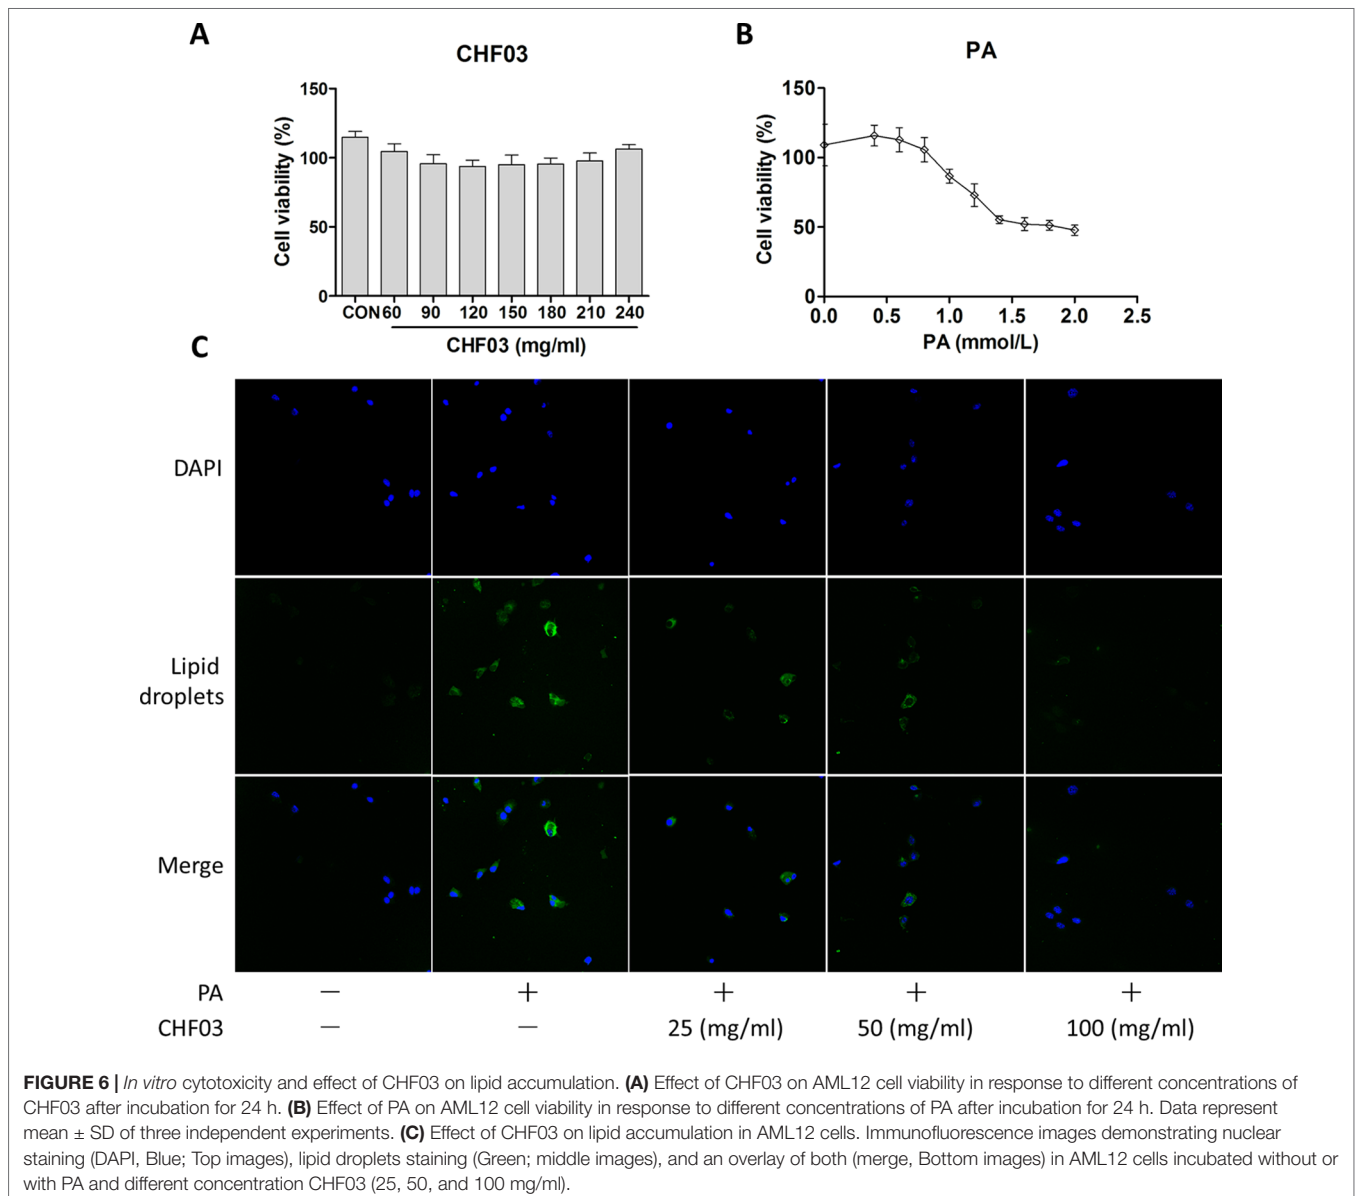 A
CHF03
150
100
50
0
Cell viability (%)
CON 60 90 120 150 180 210 240
CHF03 (mg/ml)
B
PA
150
100
50
0
Cell viability (%)
0.0 0.5 1.0 1.5 2.0 2.5
PA (mmol/L)
C
DAPI
Lipid
droplets
Merge
PA — + + + +
CHF03 — — 25 (mg/ml) 50 (mg/ml) 100 (mg/ml)
FIGURE 6 | In vitro cytotoxicity and effect of CHF03 on lipid accumulation. (A) Effect of CHF03 on AML12 cell viability in response to different concentrations of
CHF03 after incubation for 24 h. (B) Effect of PA on AML12 cell viability in response to different concentrations of PA after incubation for 24 h. Data represent
mean ± SD of three independent experiments. (C) Effect of CHF03 on lipid accumulation in AML12 cells. Immunofluorescence images demonstrating nuclear
staining (DAPI, Blue; Top images), lipid droplets staining (Green; middle images), and an overlay of both (merge, Bottom images) in AML12 cells incubated without or
with PA and different concentration CHF03 (25, 50, and 100 mg/ml).